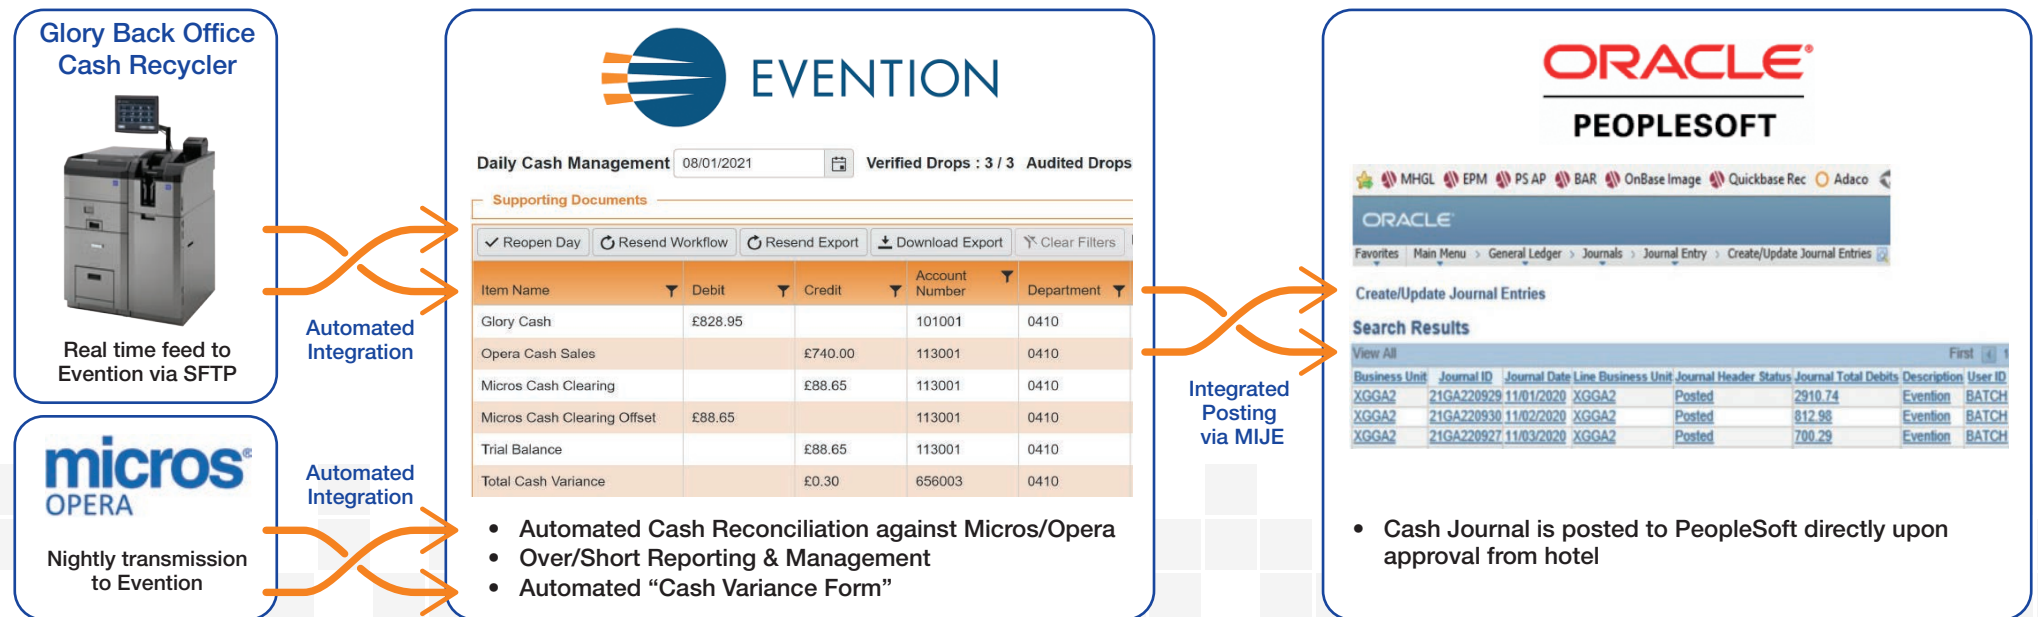 Glory Back Office
Cash Recycler
Real time feed to
Evention via SFTP
micros®
OPERA
Nightly transmission
to Evention
Automated
Integration
Automated
Integration
EVENTION
Daily Cash Management 08/01/2021 Verified Drops : 3 / 3 Audited Drops
Supporting Documents
Reopen Day Resend Workflow Resend Export Download Export Clear Filters
Item Name Debit Credit Account Number Department
Glory Cash £828.95 101001 0410
Opera Cash Sales £740.00 113001 0410
Micros Cash Clearing £88.65 113001 0410
Micros Cash Clearing Offset £88.65 113001 0410
Trial Balance £88.65 113001 0410
Total Cash Variance £0.30 656003 0410
• Automated Cash Reconciliation against Micros/Opera
• Over/Short Reporting & Management
• Automated “Cash Variance Form”
Integrated
Posting
via MIJE
ORACLE®
PEOPLESOFT
MHGL EPM PS AP BAR OnBase Image Quickbase Rec Adaco
ORACLE
Favorites Main Menu > General Ledger > Journals > Journal Entry > Create/Update Journal Entries
Create/Update Journal Entries
Search Results
View All First 1
Business Unit Journal ID Journal Date Line Business Unit Journal Header Status Journal Total Debits Description User ID
XGGA2 21GA220929 11/01/2020 XGGA2 Posted 2910.74 Evention BATCH
XGGA2 21GA220930 11/02/2020 XGGA2 Posted 812.98 Evention BATCH
XGGA2 21GA220927 11/03/2020 XGGA2 Posted 700.29 Evention BATCH
• Cash Journal is posted to PeopleSoft directly upon
approval from hotel